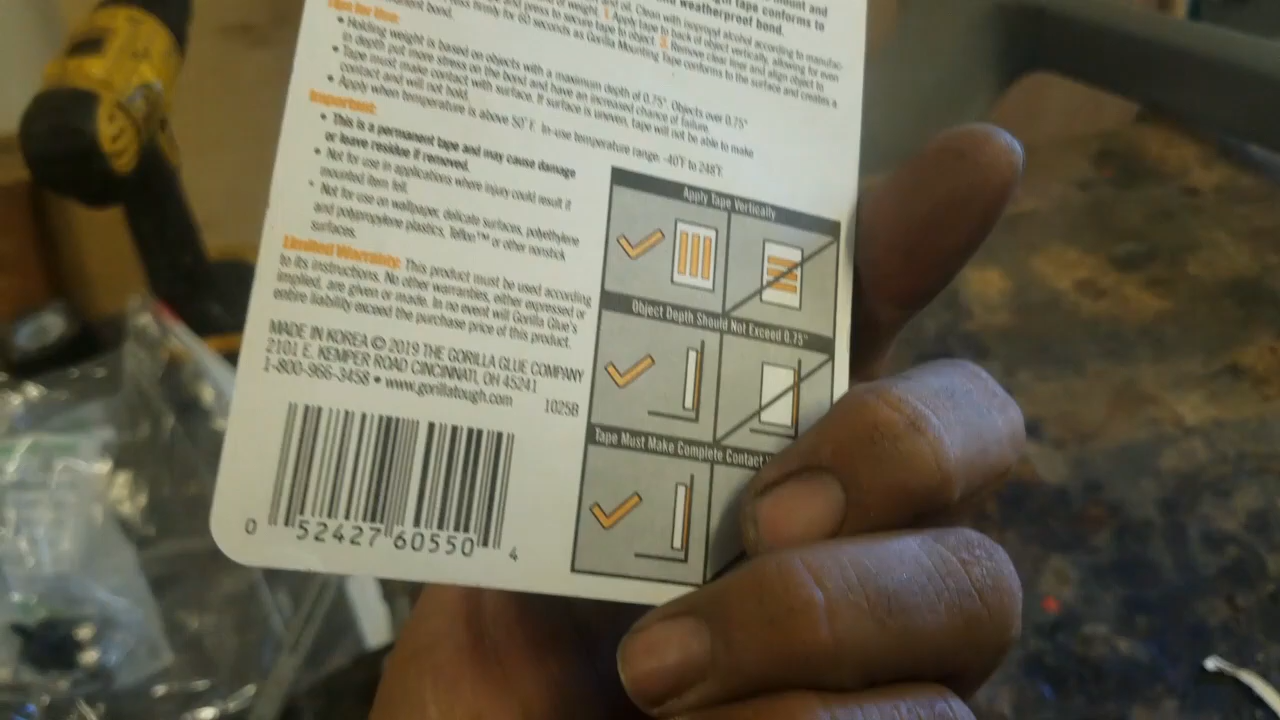 mount and
tape conforms to
weatherproof bond.
oil. Clean with isopropyl alcohol according to manufac-
of weight. 1. Apply tape to back of object vertically, allowing for even
and press to secure tape to object. 2. Remove clear liner and align object to
firmly for 60 seconds as Gorilla Mounting Tape conforms to the surface and creates a
bond.
Tips for Use:
• Holding weight is based on objects with a maximum depth of 0.75". Objects over 0.75"
in depth put more stress on the bond and have an increased chance of failure.
• Tape must make contact with surface. If surface is uneven, tape will not be able to make
contact and will not hold.
• Apply when temperature is above 50°F. In-use temperature range. -40°F to 248°F.
Important:
• This is a permanent tape and may cause damage
or leave residue if removed.
• Not for use in applications where injury could result if
mounted item fell.
• Not for use on wallpaper, delicate surfaces, polyethylene
and polypropylene plastics, Teflon™ or other nonstick
surfaces.
Limited Warranty: This product must be used according
to its instructions. No other warranties, either expressed or
implied, are given or made. In no event will Gorilla Glue's
entire liability exceed the purchase price of this product.
MADE IN KOREA © 2019 THE GORILLA GLUE COMPANY
2101 E. KEMPER ROAD CINCINNATI, OH 45241
1-800-966-3458 • www.gorillatough.com
1025B
0 52427 60550 4
Apply Tape Vertically
Object Depth Should Not Exceed 0.75"
Tape Must Make Complete Contact